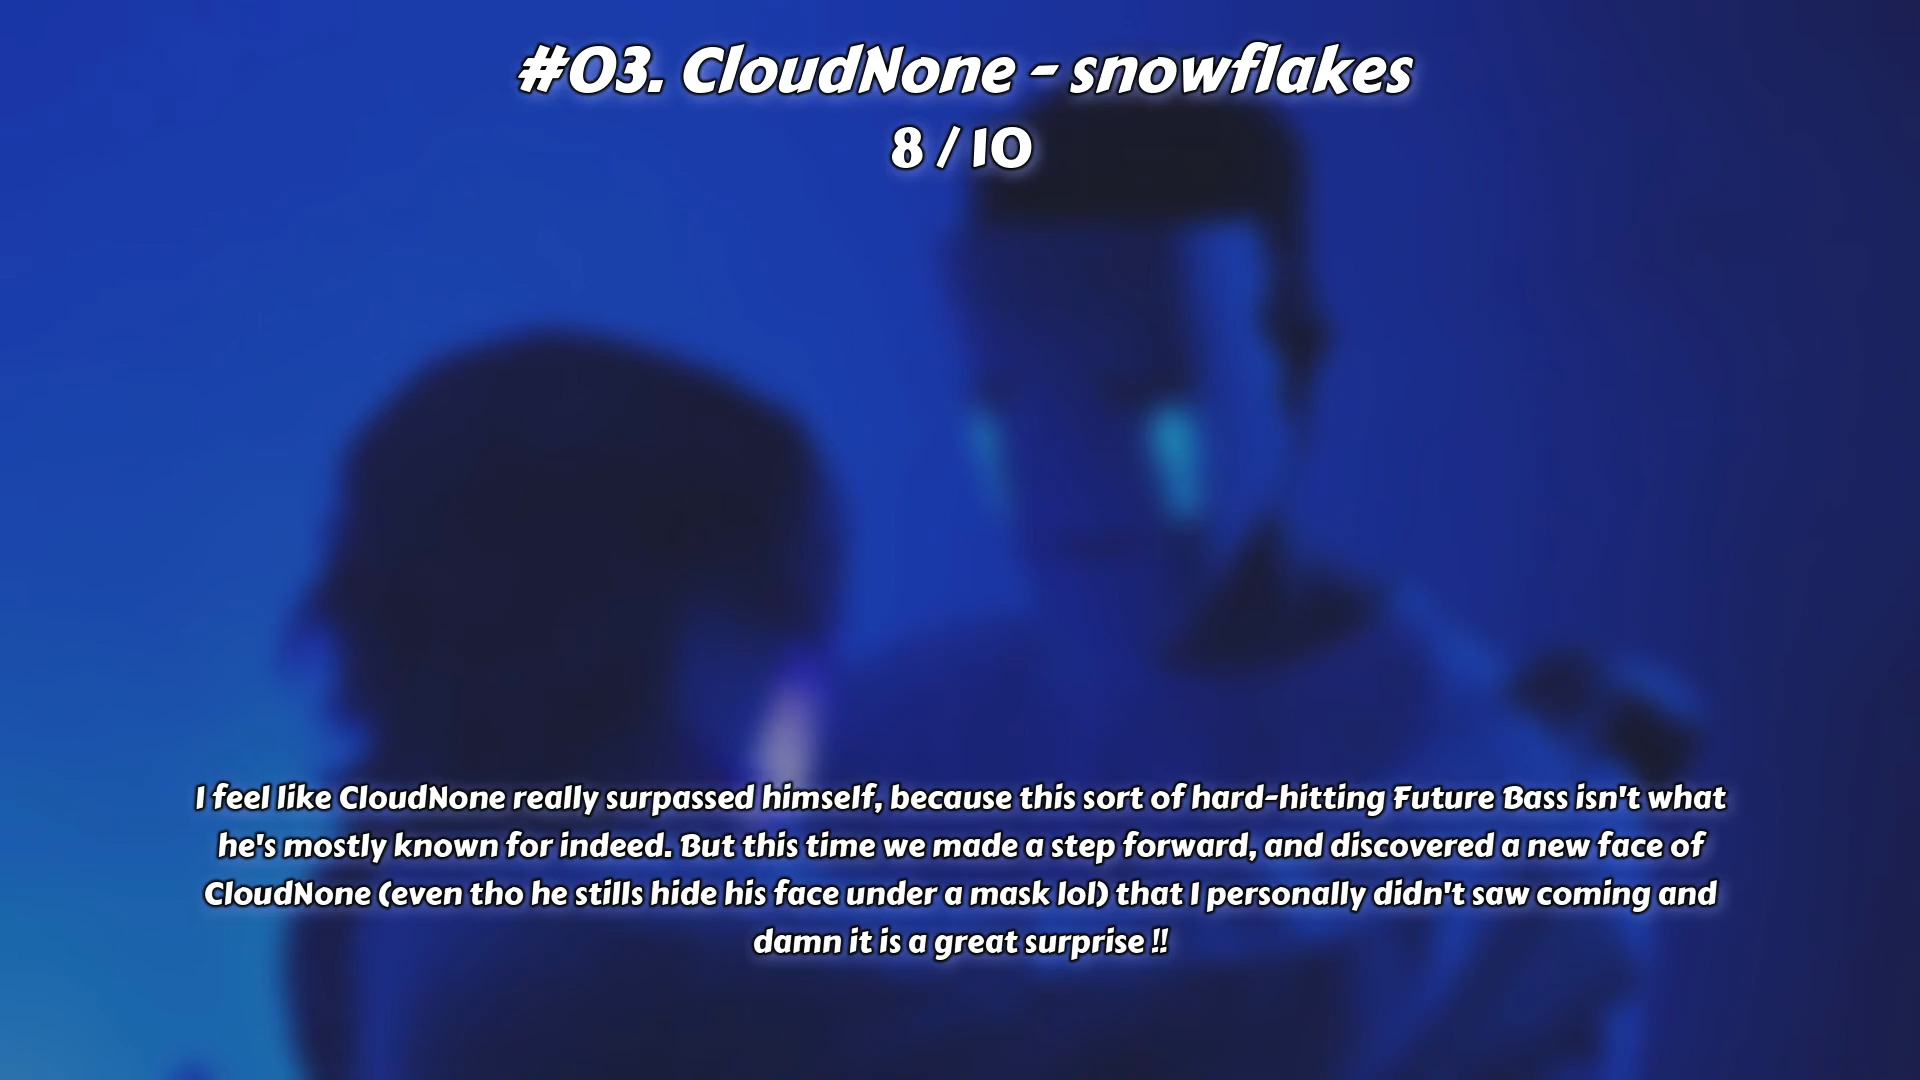 #03. CloudNone - snowflakes
8 / 10
I feel like CloudNone really surpassed himself, because this sort of hard-hitting Future Bass isn't what
he's mostly known for indeed. But this time we made a step forward, and discovered a new face of
CloudNone (even tho he stills hide his face under a mask lol) that I personally didn't saw coming and
damn it is a great surprise !!